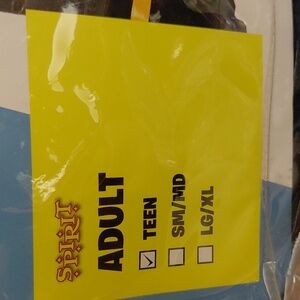 SPIRIT
ADULT
TEEN
SM/MD
LG/XL